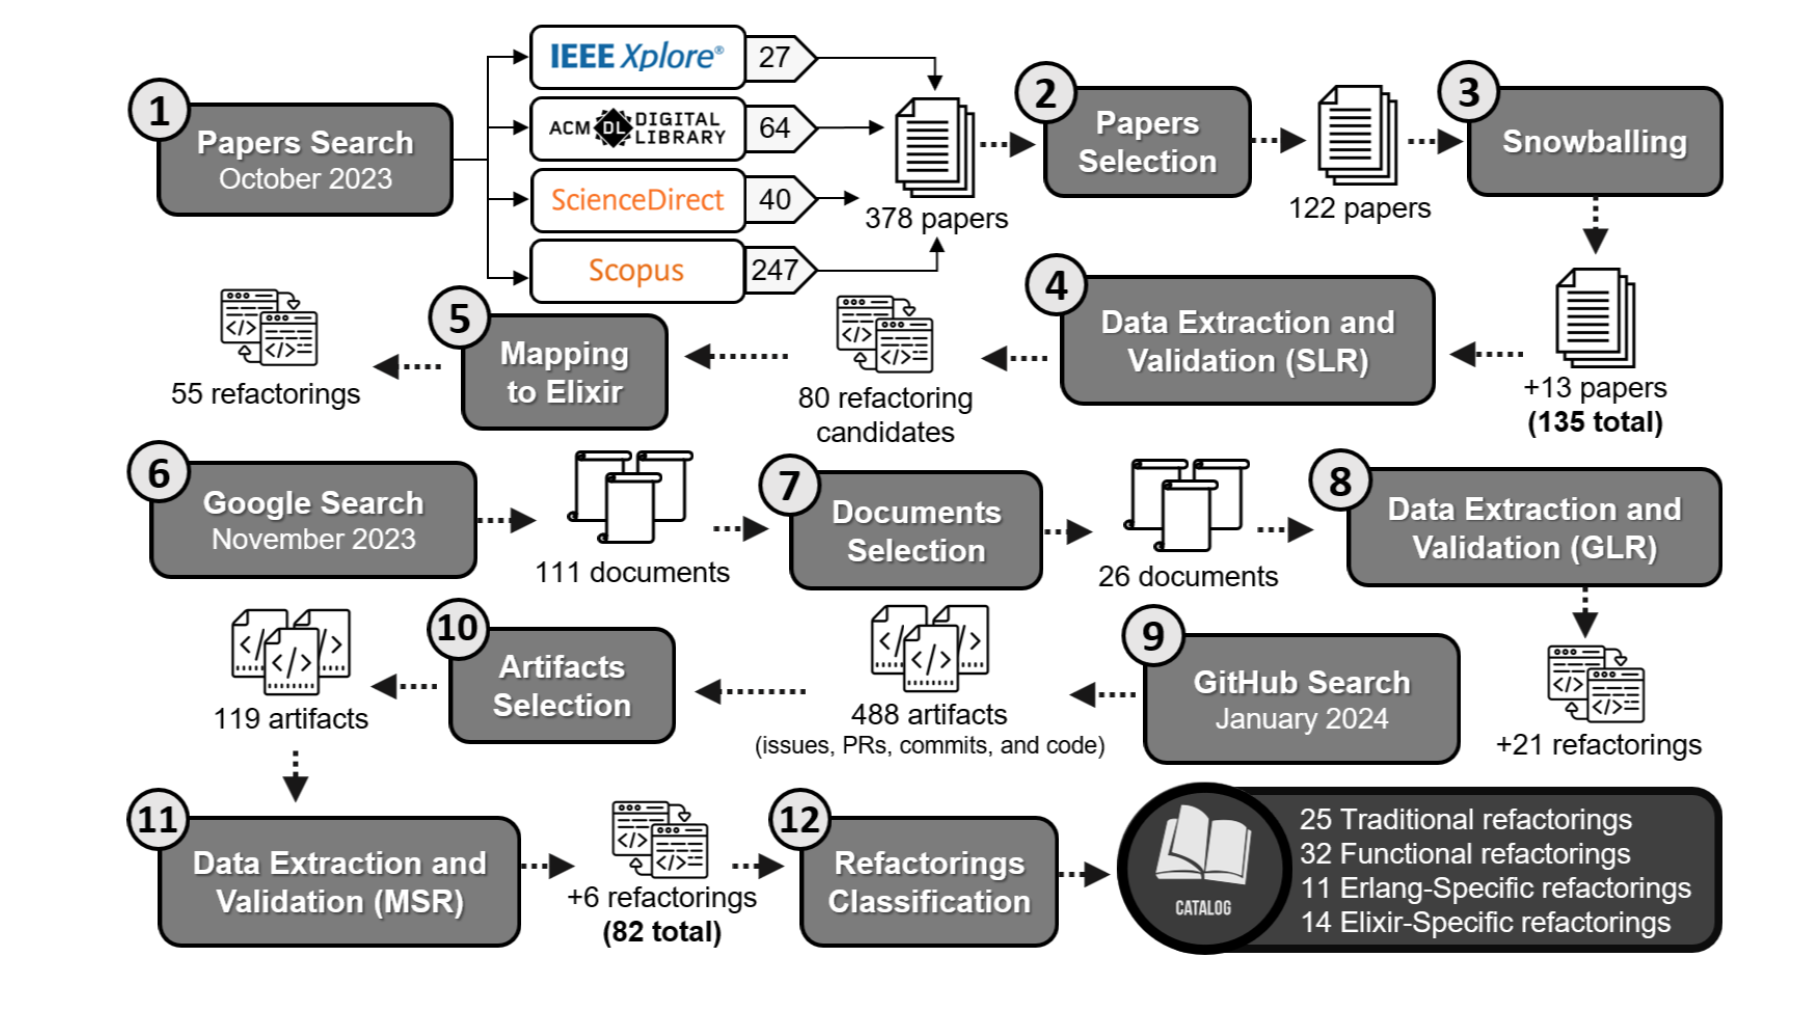 1
Papers Search
October 2023
IEEE Xplore®
27
ACM DL DIGITAL
LIBRARY
64
ScienceDirect
40
Scopus
247
378 papers
2
Papers
Selection
122 papers
3
Snowballing
+13 papers
(135 total)
4
Data Extraction and
Validation (SLR)
80 refactoring
candidates
5
Mapping
to Elixir
55 refactorings
6
Google Search
November 2023
111 documents
7
Documents
Selection
26 documents
8
Data Extraction and
Validation (GLR)
+21 refactorings
9
GitHub Search
January 2024
488 artifacts
(issues, PRs, commits, and code)
10
Artifacts
Selection
119 artifacts
11
Data Extraction and
Validation (MSR)
+6 refactorings
(82 total)
12
Refactorings
Classification
CATALOG
25 Traditional refactorings
32 Functional refactorings
11 Erlang-Specific refactorings
14 Elixir-Specific refactorings